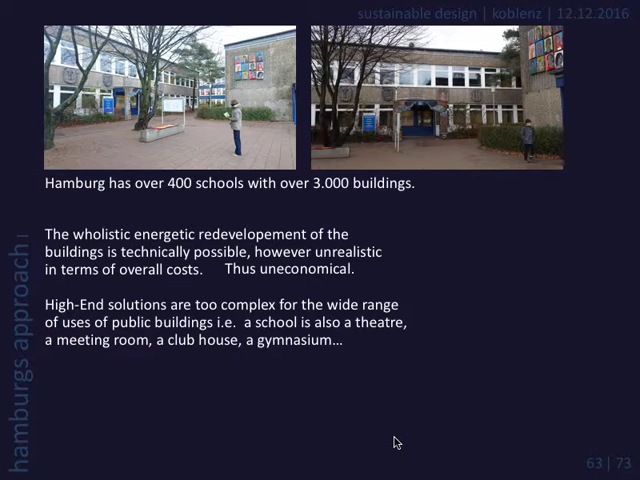 sustainable design | koblenz | 12.12.2016
Hamburg has over 400 schools with over 3.000 buildings.
The wholistic energetic redevelopement of the
buildings is technically possible, however unrealistic
in terms of overall costs. Thus uneconomical.
High-End solutions are too complex for the wide range
of uses of public buildings i.e. a school is also a theatre,
a meeting room, a club house, a gymnasium...
hamburgs approach |
63 | 73